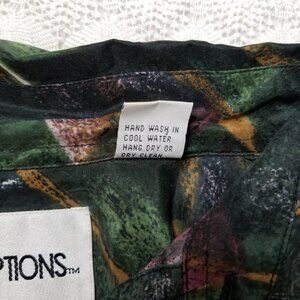 HAND WASH IN
COOL WATER
HANG DRY OR
DRY CLEAN
PTIONS™